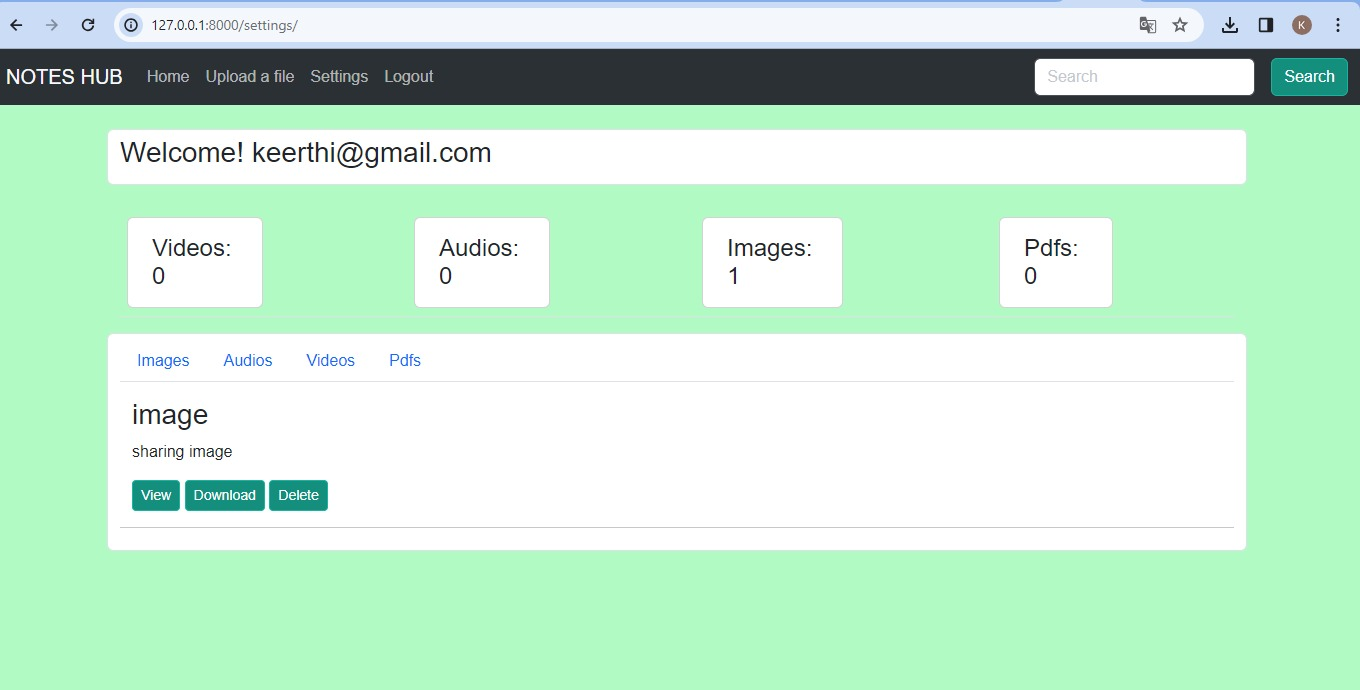 127.0.0.1:8000/settings/
K
NOTES HUB Home Upload a file Settings Logout Search Search
Welcome! keerthi@gmail.com
Videos: Audios: Images: Pdfs:
0 0 1 0
Images Audios Videos Pdfs
image
sharing image
View Download Delete